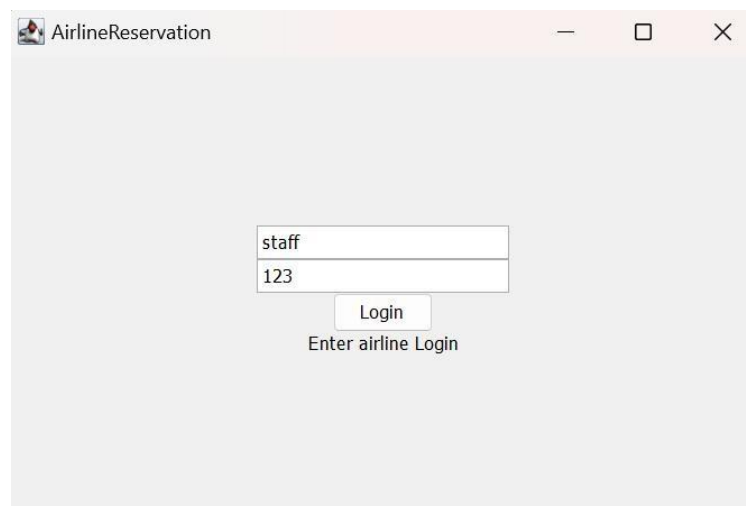 AirlineReservation
staff
123
Login
Enter airline Login